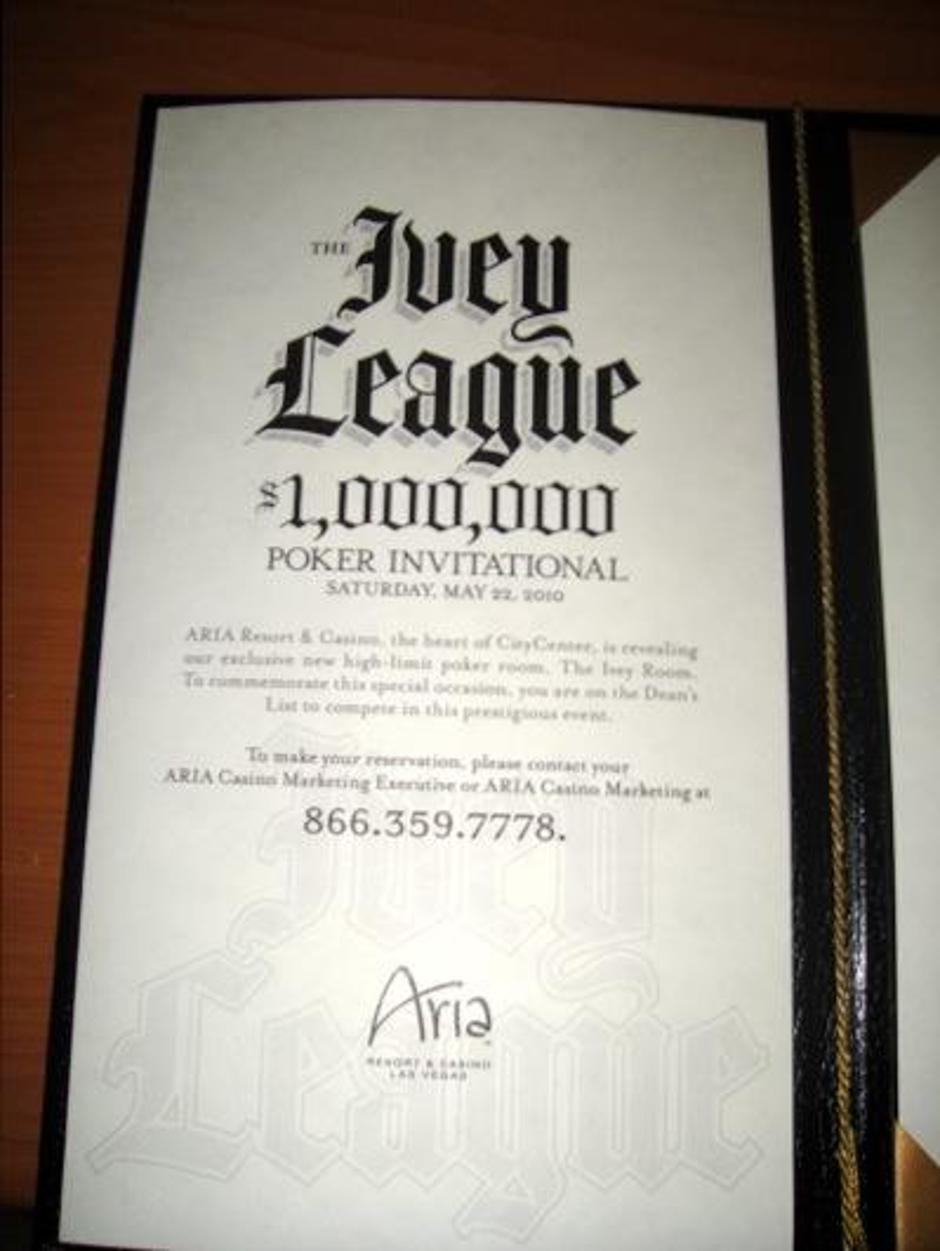 THE Ivey
League
$1,000,000
POKER INVITATIONAL
SATURDAY, MAY 22, 2010
ARIA Resort & Casino, the heart of CityCenter, is revealing
our exclusive new high-limit poker room, The Ivey Room.
To commemorate this special occasion, you are on the Dean's
List to compete in this prestigious event.
To make your reservation, please contact your
ARIA Casino Marketing Executive or ARIA Casino Marketing at
866.359.7778.
Ivey
League
Aria
RESORT & CASINO
LAS VEGAS